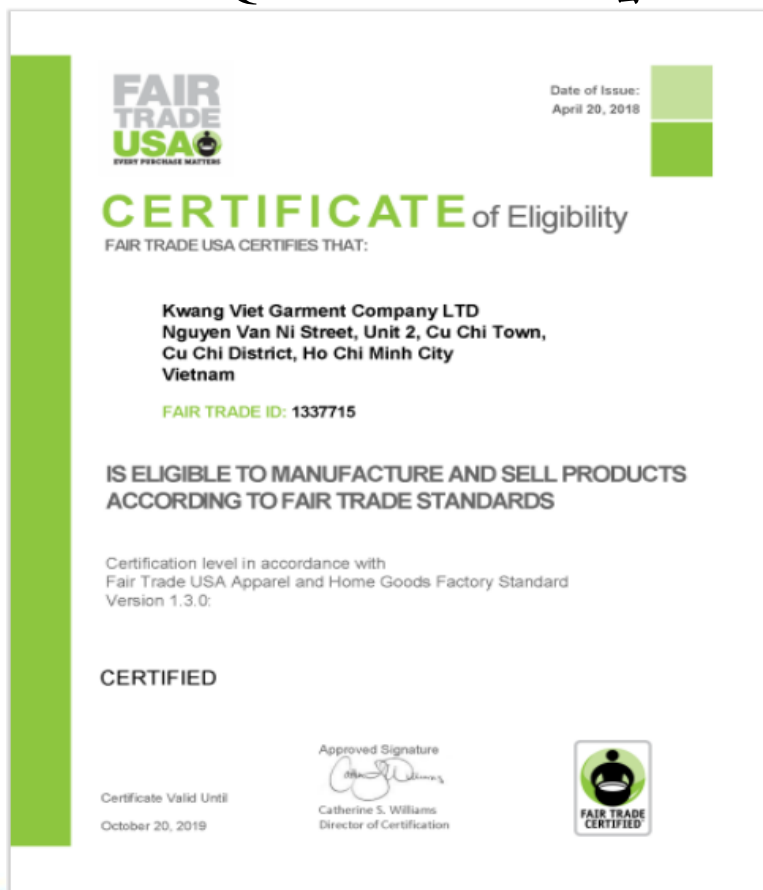 FAIR
TRADE
USA
EVERY PURCHASE MATTERS
Date of Issue:
April 20, 2018
CERTIFICATE of Eligibility
FAIR TRADE USA CERTIFIES THAT:
Kwang Viet Garment Company LTD
Nguyen Van Ni Street, Unit 2, Cu Chi Town,
Cu Chi District, Ho Chi Minh City
Vietnam
FAIR TRADE ID: 1337715
IS ELIGIBLE TO MANUFACTURE AND SELL PRODUCTS
ACCORDING TO FAIR TRADE STANDARDS
Certification level in accordance with
Fair Trade USA Apparel and Home Goods Factory Standard
Version 1.3.0:
CERTIFIED
Approved Signature
Catherine S. Williams
Director of Certification
Certificate Valid Until
October 20, 2019
FAIR TRADE
CERTIFIED